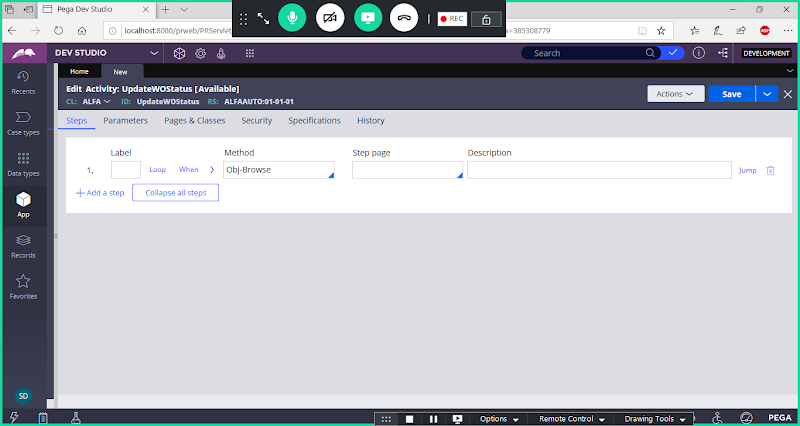 Pega Dev Studio
REC
localhost:8080/prweb/PRServlet
=385308779
ABP
DEV STUDIO
Search
DEVELOPMENT
Home
New
Edit Activity: UpdateWOStatus [Available]
CL: ALFA ID: UpdateWOStatus RS: ALFAAUTO:01-01-01
Actions
Save
Recents
Case types
Data types
App
Records
Favorites
SD
Steps
Parameters
Pages & Classes
Security
Specifications
History
Label
Method
Step page
Description
1.
Loop
When
Obj-Browse
Jump
Add a step
Collapse all steps
Options
Remote Control
Drawing Tools
PEGA